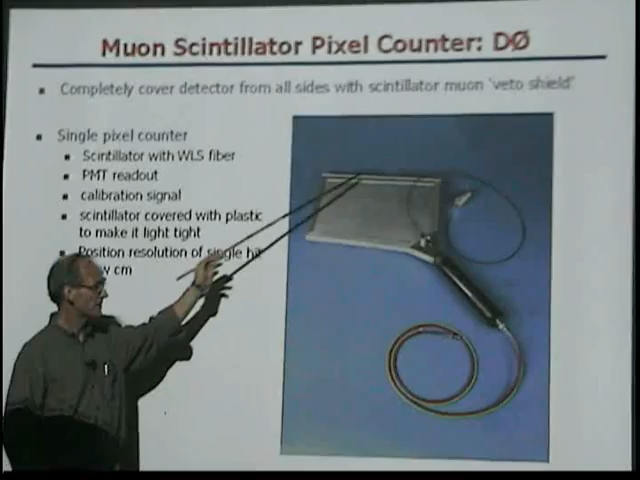 Muon Scintillator Pixel Counter: DØ
Completely cover detector from all sides with scintillator muon 'veto shield'
Single pixel counter
Scintillator with WLS fiber
PMT readout
calibration signal
scintillator covered with plastic
to make it light tight
Position resolution of single
cm